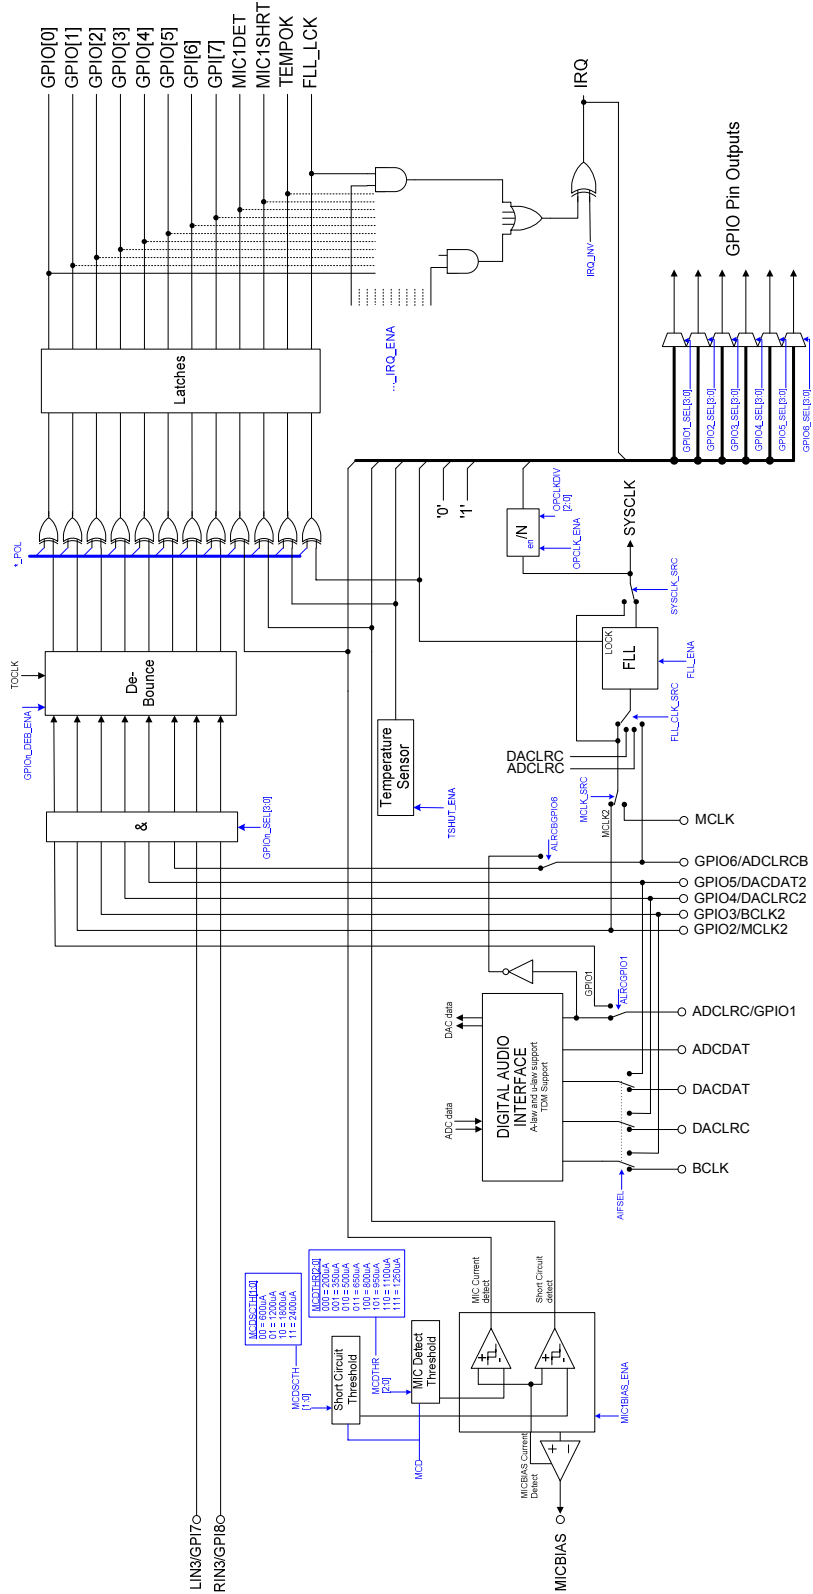 GPIO[0]
GPIO[1]
GPIO[2]
GPIO[3]
GPIO[4]
GPIO[5]
GPI[6]
GPI[7]
MIC1DET
MIC1SHRT
TEMPOK
FLL_LCK
IRQ
GPIO Pin Outputs
IRQ_INV
..._IRQ_ENA
Latches
GPIO1_SEL[3:0]
GPIO2_SEL[3:0]
GPIO3_SEL[3:0]
GPIO4_SEL[3:0]
GPIO5_SEL[3:0]
GPIO6_SEL[3:0]
*_POL
'0'
'1'
/N
en
OPCLKDIV
[2:0]
OPCLK_ENA
SYSCLK
SYSCLK_SRC
TOCLK
GPIOn_DEB_ENA
De-
Bounce
LOCK
FLL
FLL_ENA
FLL_CLK_SRC
DACLRC
ADCLRC
Temperature
Sensor
TSHUT_ENA
MCLK_SRC
MCLK2
&
GPIOn_SEL[3:0]
ALRCBGPIO6
MCLK
GPIO6/ADCLRCB
GPIO5/DACDAT2
GPIO4/DACLRC2
GPIO3/BCLK2
GPIO2/MCLK2
GPIO1
ALRCGPIO1
ADCLRC/GPIO1
ADCDAT
DACDAT
DACLRC
BCLK
DAC data
ADC data
DIGITAL AUDIO
INTERFACE
A-law and u-law support
TDM Support
AIFSEL
MCDSCTH[1:0]
00 = 600uA
01 = 1200uA
10 = 1800uA
11 = 2400uA
MCDTHR[2:0]
000 = 200uA
001 = 350uA
010 = 500uA
011 = 650uA
100 = 800uA
101 = 950uA
110 = 1100uA
111 = 1250uA
MCDSCTH
[1:0]
Short Circuit
Threshold
MCDTHR
[2:0]
MIC Detect
Threshold
MCD
MIC Current
detect
Short Circuit
detect
MIC1BIAS_ENA
MICBIAS Current
Detect
MICBIAS
LIN3/GPI7
RIN3/GPI8